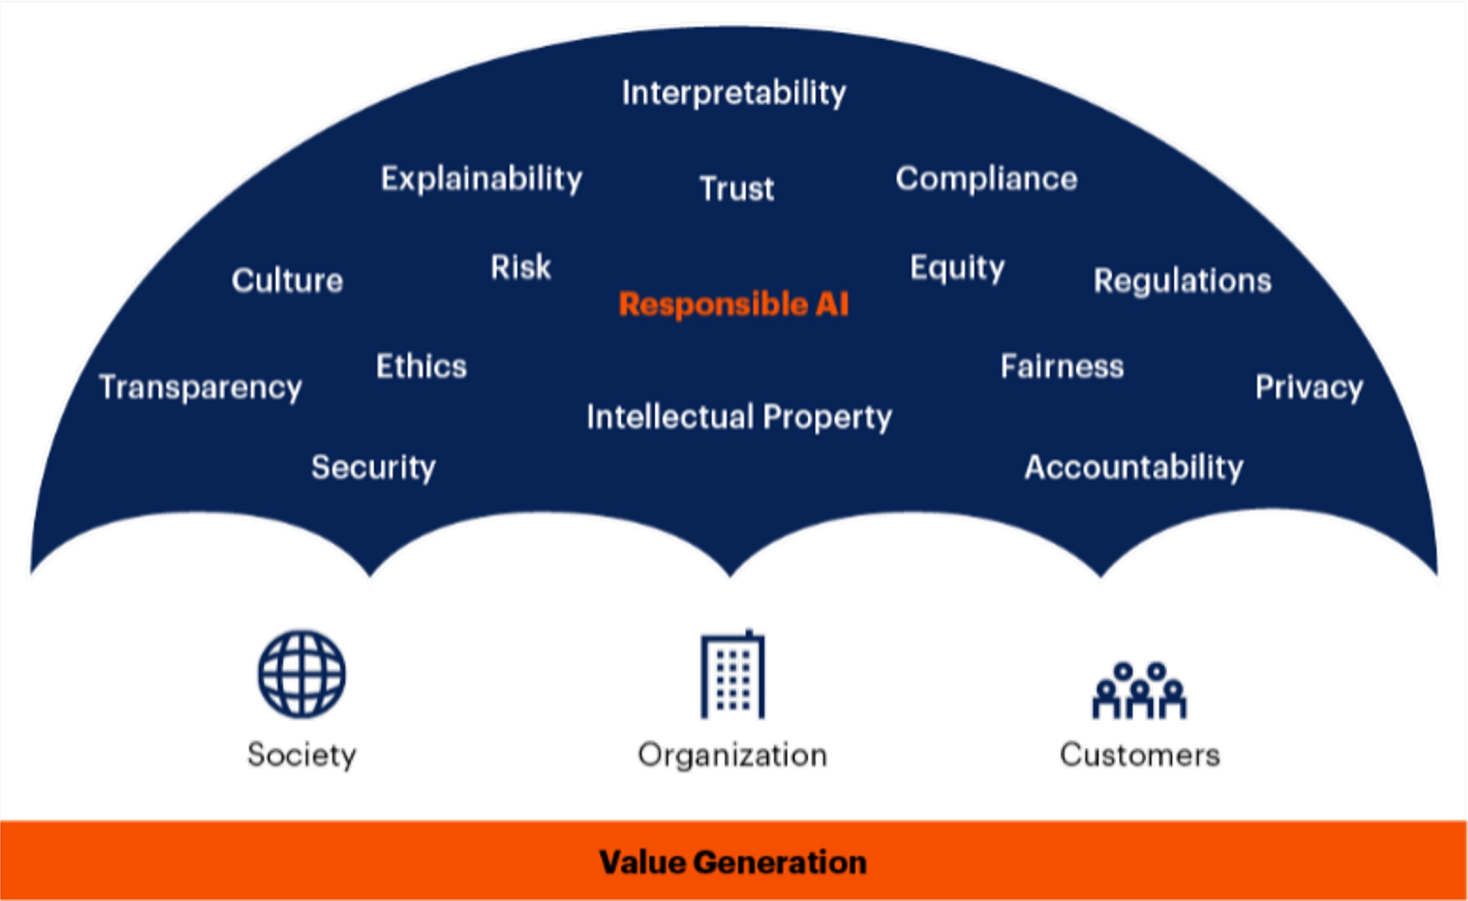 Interpretability
Explainability
Trust
Compliance
Culture
Risk
Equity
Regulations
Responsible AI
Transparency
Ethics
Fairness
Privacy
Intellectual Property
Security
Accountability
Society
Organization
Customers
Value Generation